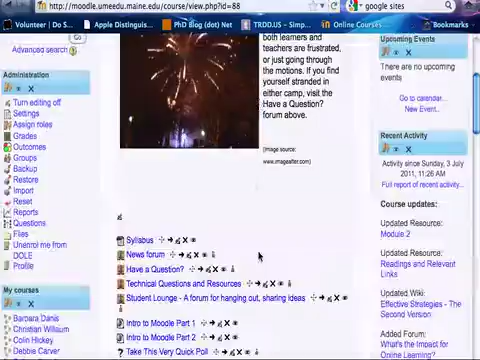 http://moodle.umeedu.maine.edu/course/view.php?id=88
google sites
Volunteer | Do S...
Apple Distinguis...
PhD Blog (dot) Net
TRDD.US - Simp...
Online Courses...
Bookmarks
Advanced search
Administration
Turn editing off
Settings
Assign roles
Grades
Outcomes
Groups
Backup
Restore
Import
Reset
Reports
Questions
Files
Unenrol me from
DOLE
Profile
My courses
Barbara Danis
Christian Willaum
Colin Hickey
Debbie Carver
both learners and
teachers are frustrated,
or just going through
the motions. If you find
yourself stranded in
either camp, visit the
Have a Question?
forum above.
(Image source:
www.imagealter.com)
Syllabus
News forum
Have a Question?
Technical Questions and Resources
Student Lounge - A forum for hanging out, sharing ideas
Intro to Moodle Part 1
Intro to Moodle Part 2
Take This Very Quick Poll
Upcoming Events
There are no upcoming
events
Go to calendar...
New Event...
Recent Activity
Activity since Sunday, 3 July
2011, 11:26 AM
Full report of recent activity...
Course updates:
Updated Resource:
Module 2
Updated Resource:
Readings and Relevant
Links
Updated Wiki:
Effective Strategies - The
Second Version
Added Forum:
What's the Impact for
Online Learning?